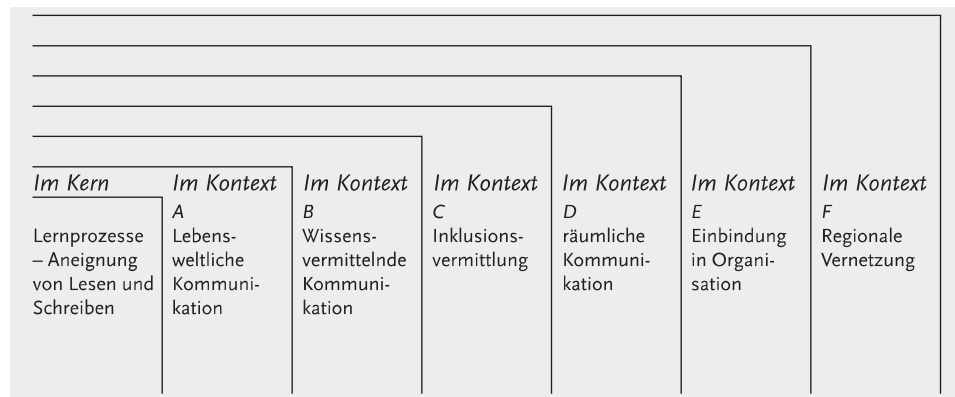 Im Kern
Lernprozesse
– Aneignung
von Lesen und
Schreiben
Im Kontext
A
Lebens-
weltliche
Kommuni-
kation
Im Kontext
B
Wissens-
vermittelnde
Kommuni-
kation
Im Kontext
C
Inklusions-
vermittlung
Im Kontext
D
räumliche
Kommuni-
kation
Im Kontext
E
Einbindung
in Organi-
sation
Im Kontext
F
Regionale
Vernetzung